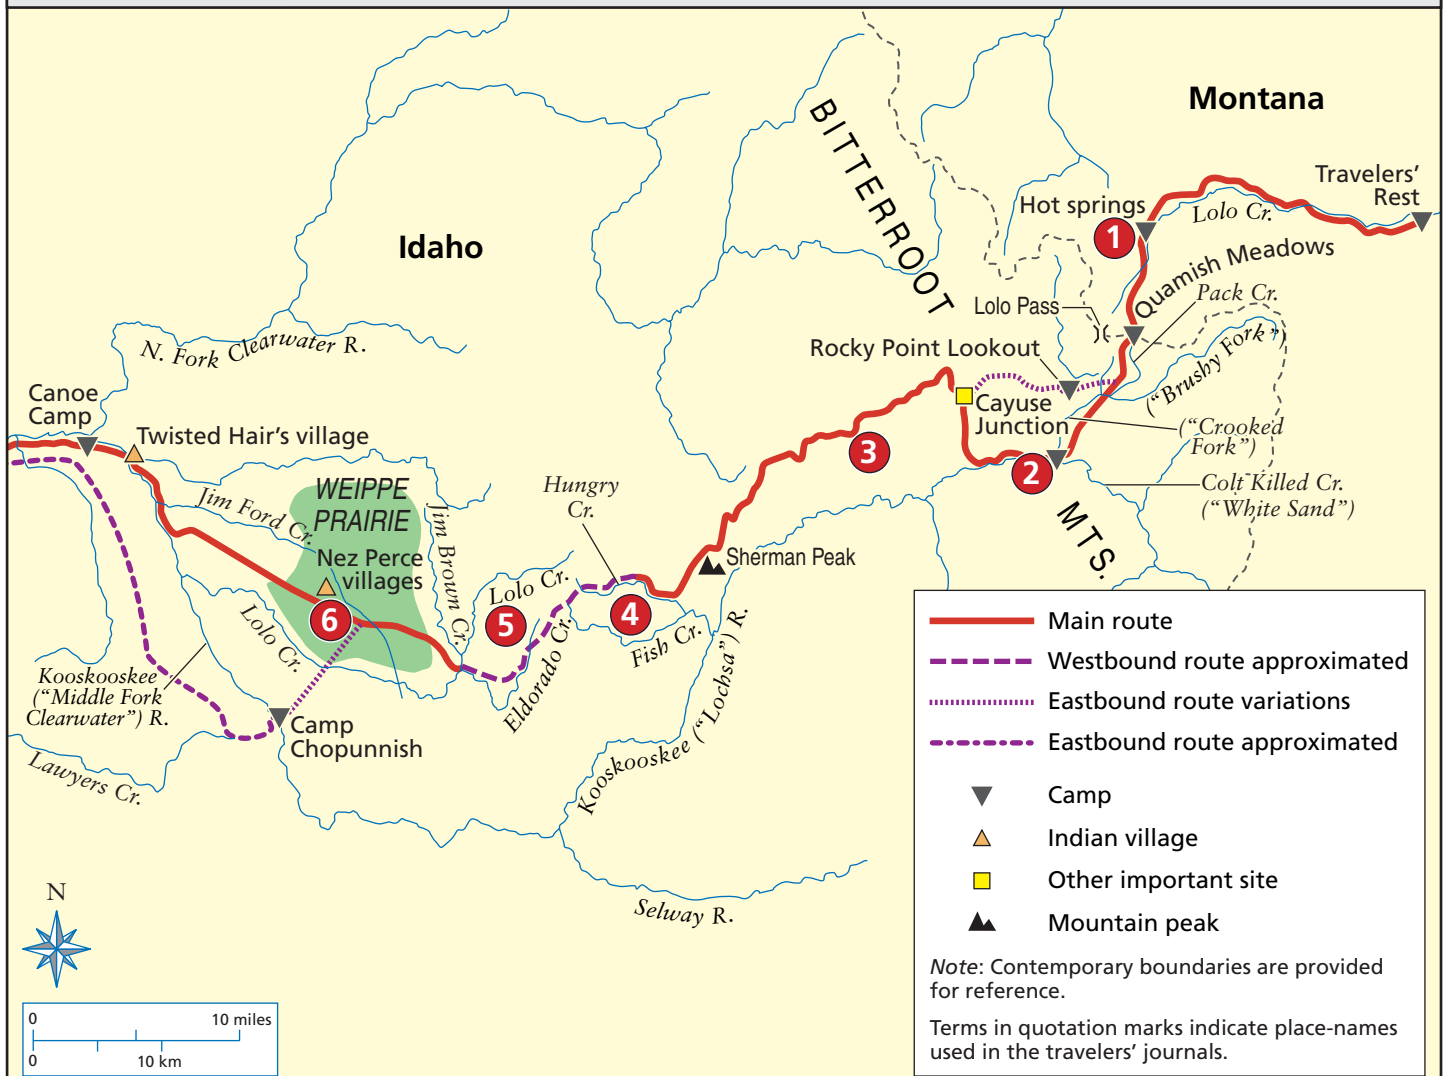 Montana
BITTERROOT
Travelers'
Rest
Hot springs
Lolo Cr.
1
Idaho
Quamish Meadows
Pack Cr.
Lolo Pass
("Brushy Fork")
N. Fork Clearwater R.
Rocky Point Lookout
Canoe
Camp
Cayuse
Junction
("Crooked
Fork")
Twisted Hair's village
3
2
Colt Killed Cr.
("White Sand")
WEIPPE
PRAIRIE
Jim Ford Cr.
Hungry
Cr.
Jim Brown Cr.
MTS.
Sherman Peak
Nez Perce
villages
Lolo Cr.
6
5
4
Lolo Cr.
Eldorado Cr.
Fish Cr.
Kooskooskee
("Middle Fork
Clearwater") R.
Kooskooskee ("Lochsa") R.
Camp
Chopunnish
Lawyers Cr.
Selway R.
N
0
10 miles
0
10 km
Main route
Westbound route approximated
Eastbound route variations
Eastbound route approximated
Camp
Indian village
Other important site
Mountain peak
Note: Contemporary boundaries are provided
for reference.
Terms in quotation marks indicate place-names
used in the travelers' journals.